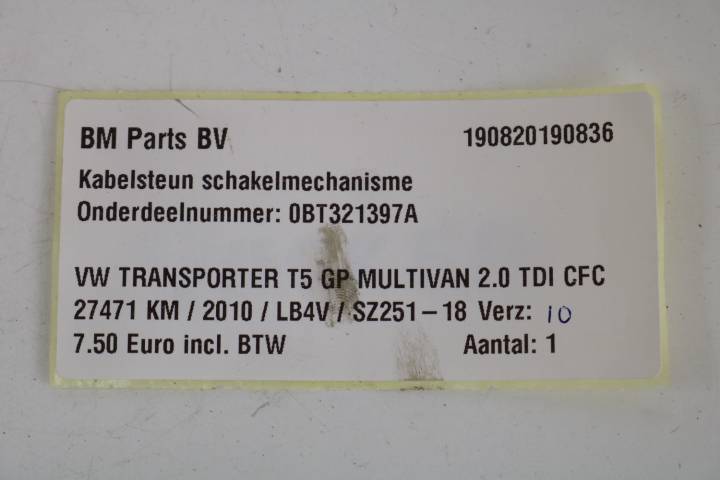 BM Parts BV 190820190836
Kabelsteun schakelmechanisme
Onderdeelnummer: 0BT321397A
VW TRANSPORTER T5 GP MULTIVAN 2.0 TDI CFC
27471 KM / 2010 / LB4V / SZ251-18 Verz: 10
7.50 Euro incl. BTW Aantal: 1